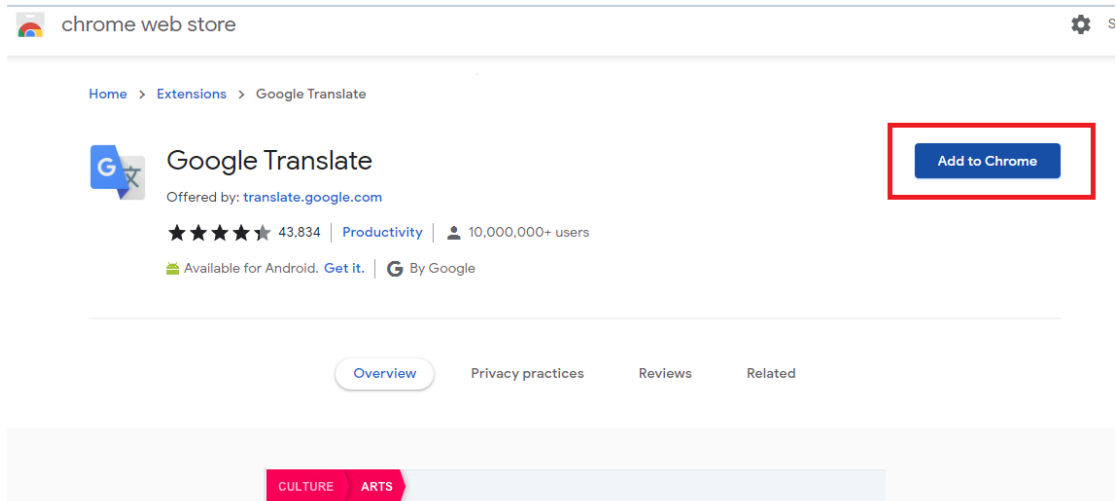 chrome web store
S
Home > Extensions > Google Translate
G 文
Google Translate
Add to Chrome
Offered by: translate.google.com
43,834 | Productivity | 10,000,000+ users
Available for Android. Get it. | G By Google
Overview Privacy practices Reviews Related
CULTURE ARTS